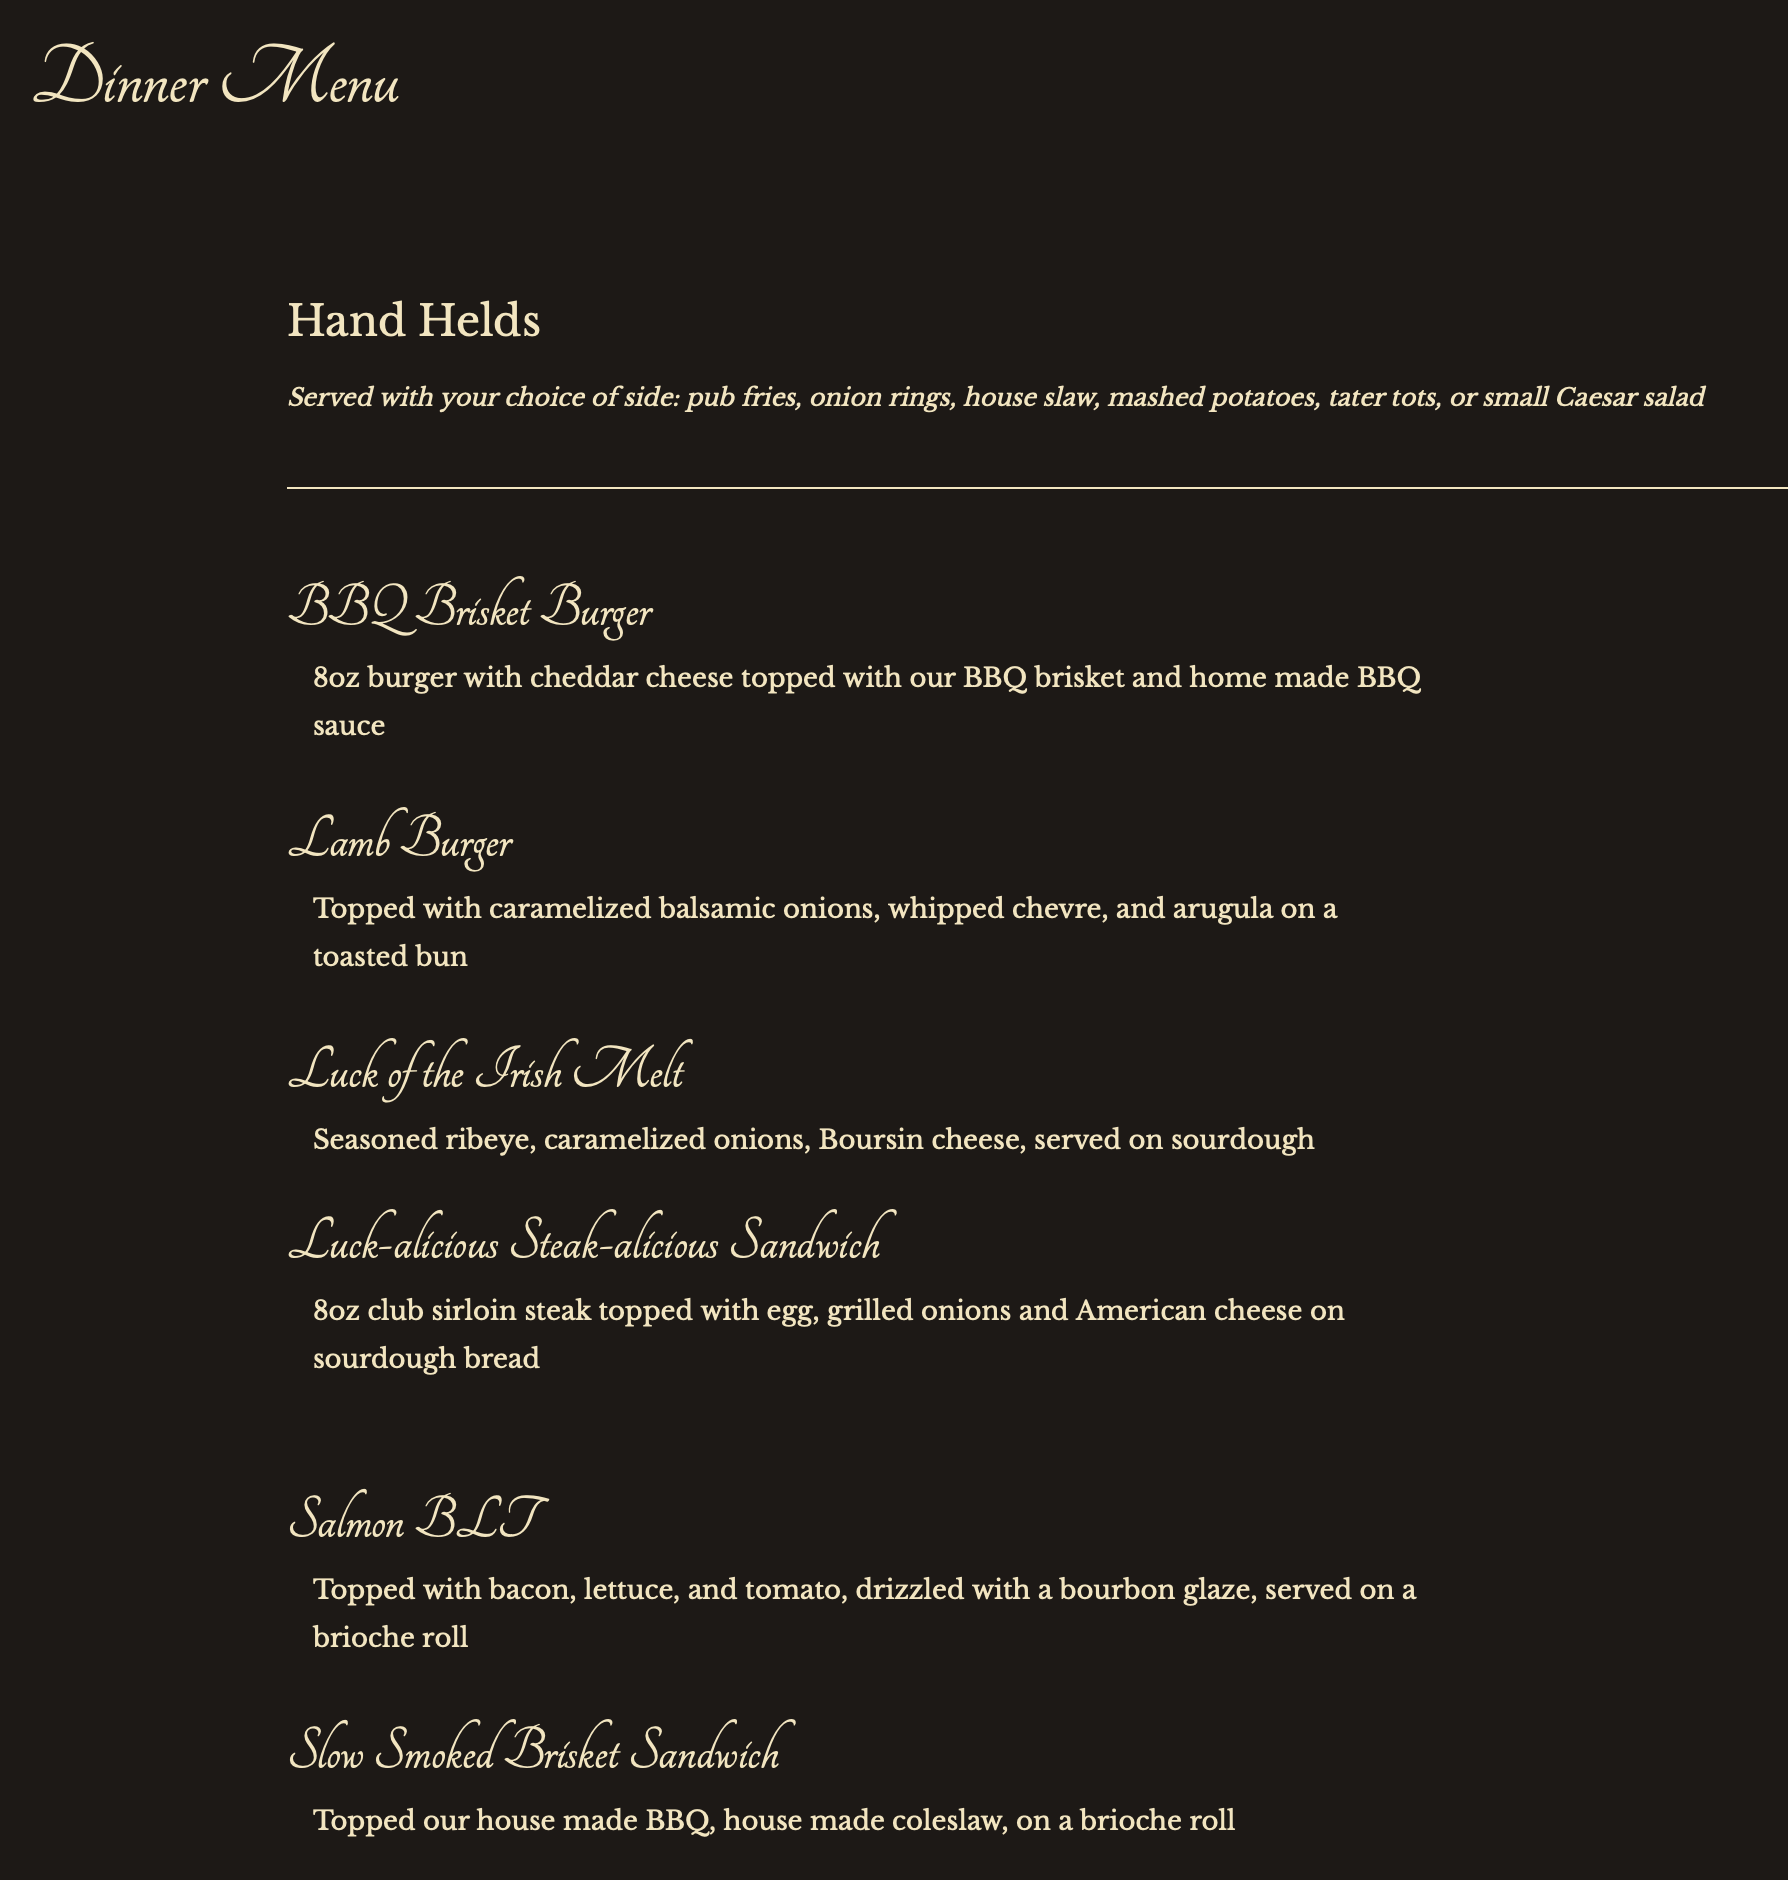 Dinner Menu
Hand Helds
Served with your choice of side: pub fries, onion rings, house slaw, mashed potatoes, tater tots, or small Caesar salad
BBQ Brisket Burger
8oz burger with cheddar cheese topped with our BBQ brisket and home made BBQ
sauce
Lamb Burger
Topped with caramelized balsamic onions, whipped chevre, and arugula on a
toasted bun
Luck of the Irish Melt
Seasoned ribeye, caramelized onions, Boursin cheese, served on sourdough
Luck-alicious Steak-alicious Sandwich
8oz club sirloin steak topped with egg, grilled onions and American cheese on
sourdough bread
Salmon BLT
Topped with bacon, lettuce, and tomato, drizzled with a bourbon glaze, served on a
brioche roll
Slow Smoked Brisket Sandwich
Topped our house made BBQ, house made coleslaw, on a brioche roll